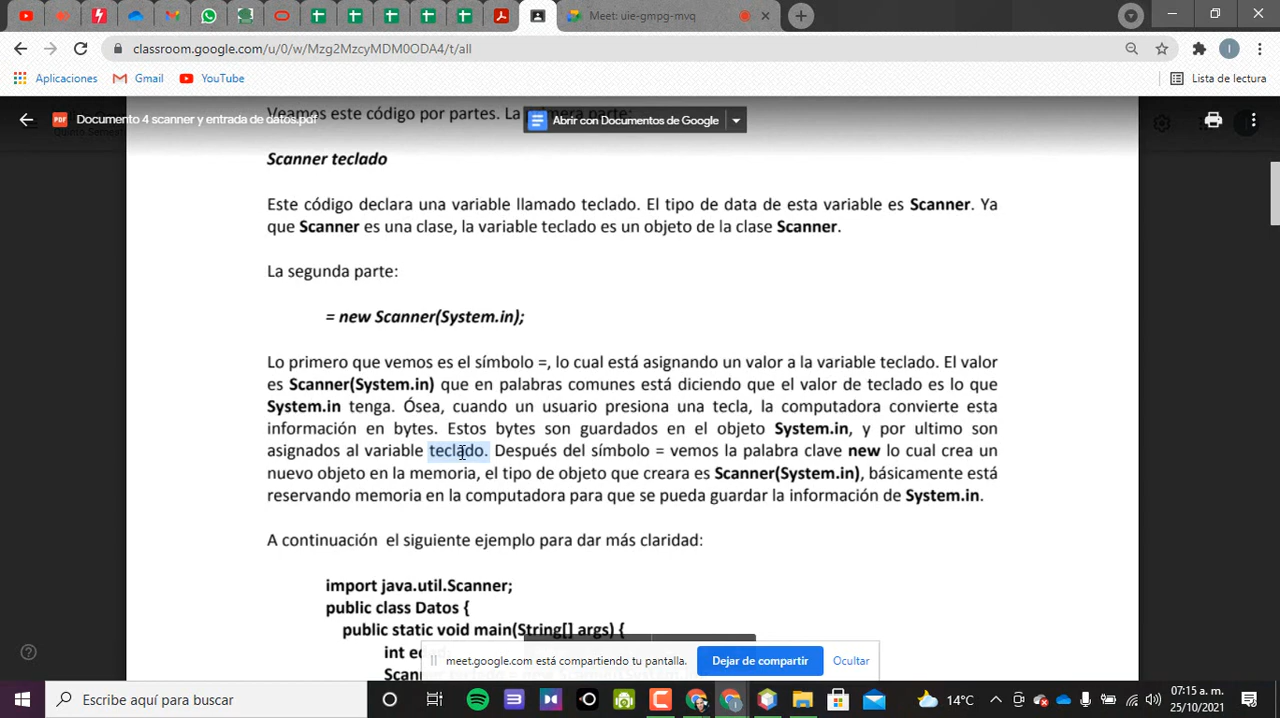 Meet: uie-gmpg-mvq
classroom.google.com/u/0/w/Mzg2MzcyMDM0ODA4/t/all
I
Aplicaciones
Gmail
YouTube
Lista de lectura
Veamos este código por partes. La primera parte:
PDF
Documento 4 scanner y entrada de datos.pdf
Abrir con Documentos de Google
Scanner teclado
Este código declara una variable llamado teclado. El tipo de data de esta variable es Scanner. Ya
que Scanner es una clase, la variable teclado es un objeto de la clase Scanner.
La segunda parte:
= new Scanner(System.in);
Lo primero que vemos es el símbolo =, lo cual está asignando un valor a la variable teclado. El valor
es Scanner(System.in) que en palabras comunes está diciendo que el valor de teclado es lo que
System.in tenga. Ósea, cuando un usuario presiona una tecla, la computadora convierte esta
información en bytes. Estos bytes son guardados en el objeto System.in, y por ultimo son
asignados al variable teclado. Después del símbolo = vemos la palabra clave new lo cual crea un
nuevo objeto en la memoria, el tipo de objeto que creara es Scanner(System.in), básicamente está
reservando memoria en la computadora para que se pueda guardar la información de System.in.
A continuación el siguiente ejemplo para dar más claridad:
import java.util.Scanner;
public class Datos {
public static void main(String[] args) {
int
meet.google.com está compartiendo tu pantalla.
Dejar de compartir
Ocultar
Escribe aquí para buscar
14°C
07:15 a. m.
25/10/2021